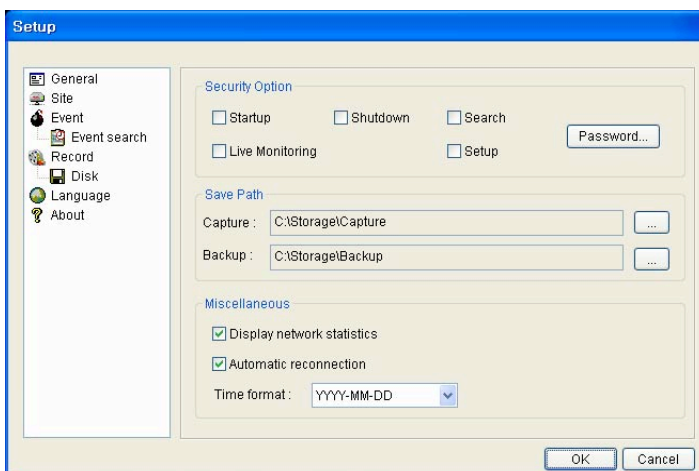 Setup
General
Site
Event
Event search
Record
Disk
Language
About
Security Option
Startup
Shutdown
Search
Live Monitoring
Setup
Password...
Save Path
Capture : C:\Storage\Capture ...
Backup : C:\Storage\Backup ...
Miscellaneous
Display network statistics
Automatic reconnection
Time format : YYYY-MM-DD
OK
Cancel